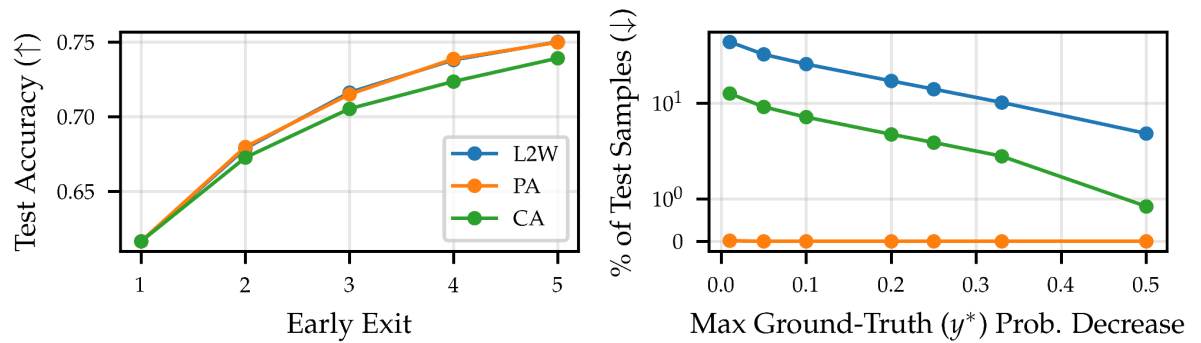 Test Accuracy (↑)
0.75
0.70
0.65
1
2
3
4
5
Early Exit
L2W
PA
CA
% of Test Samples (↓)
10¹
10⁰
0
0.0
0.1
0.2
0.3
0.4
0.5
Max Ground-Truth (y*) Prob. Decrease